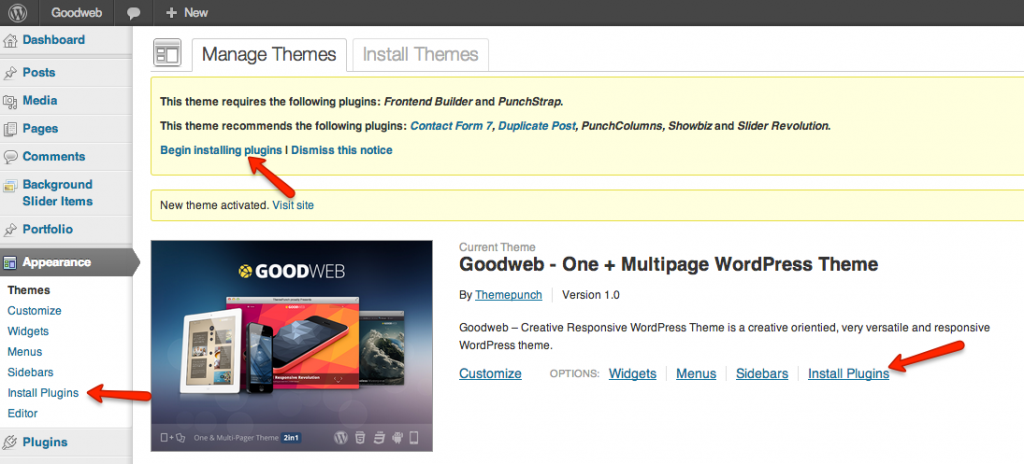 Goodweb + New
Dashboard
Posts
Media
Pages
Comments
Background
Slider Items
Portfolio
Appearance
Themes
Customize
Widgets
Menus
Sidebars
Install Plugins
Editor
Plugins
Manage Themes Install Themes
This theme requires the following plugins: Frontend Builder and PunchStrap.
This theme recommends the following plugins: Contact Form 7, Duplicate Post, PunchColumns, Showbiz and Slider Revolution.
Begin installing plugins | Dismiss this notice
New theme activated. Visit site
GOODWEB
GOODWEB
Responsive Revolution
One & Multi-Pager Theme 2in1
Current Theme
Goodweb - One + Multipage WordPress Theme
By Themepunch Version 1.0
Goodweb – Creative Responsive WordPress Theme is a creative orientied, very versatile and responsive
WordPress theme.
Customize OPTIONS: Widgets Menus Sidebars Install Plugins